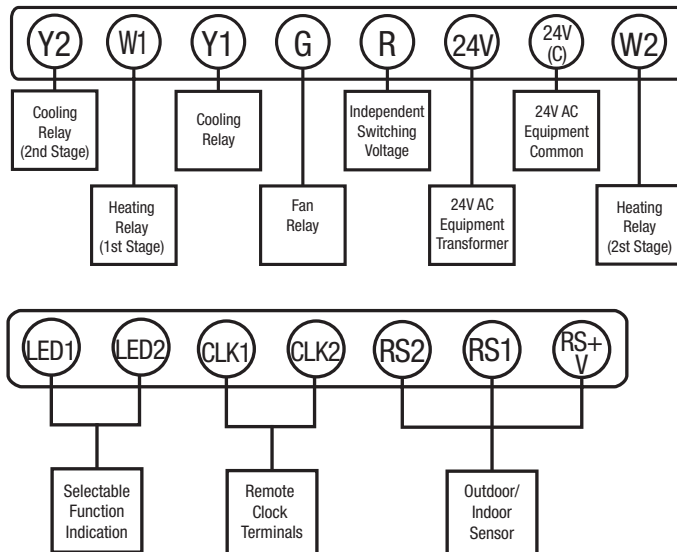 Y2 W1 Y1 G R 24V 24V (C) W2
Cooling
Relay
(2nd Stage)
Heating
Relay
(1st Stage)
Cooling
Relay
Fan
Relay
Independent
Switching
Voltage
24V AC
Equipment
Transformer
24V AC
Equipment
Common
Heating
Relay
(2st Stage)
LED1 LED2 CLK1 CLK2 RS2 RS1 RS+ V
Selectable
Function
Indication
Remote
Clock
Terminals
Outdoor/
Indoor
Sensor